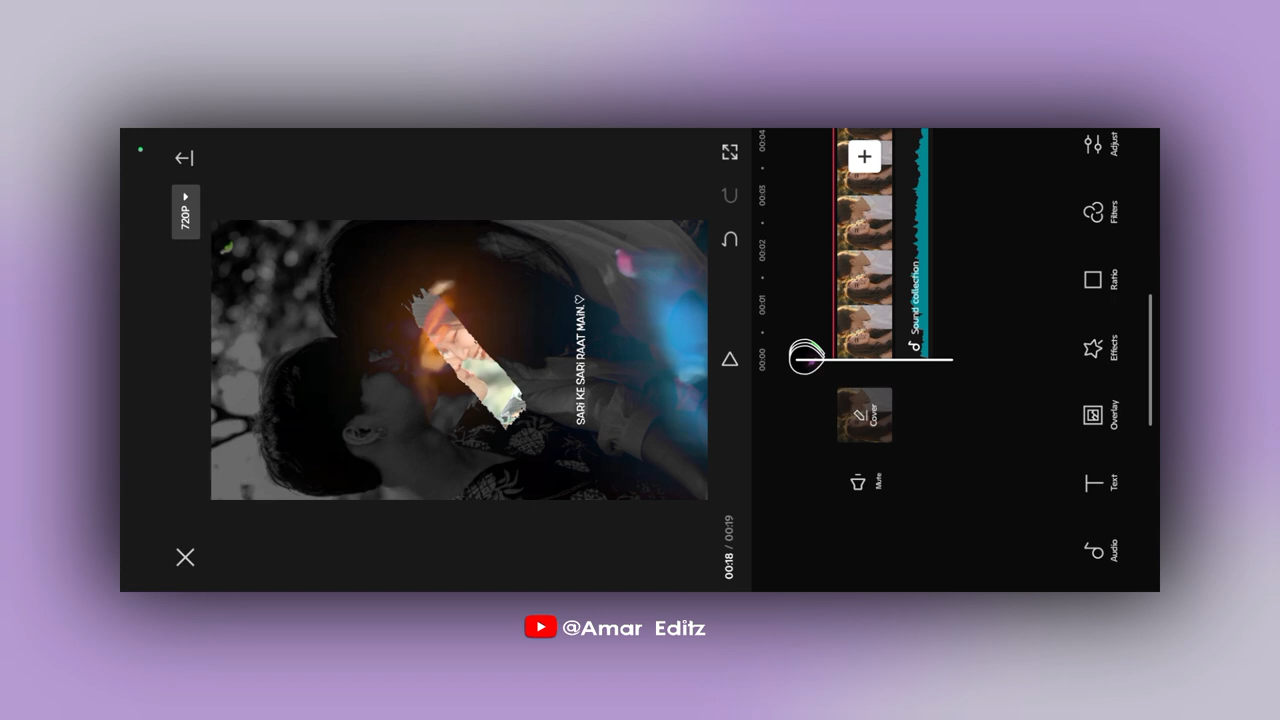 720P
SARi KE SARi RAAT MAiN.♡
00:18 / 00:19
00:00
00:01
00:02
00:03
00:04
Cover
Mute
Sound collection
Audio
Text
Overlay
Effects
Ratio
Filters
Adjust
@Amar Editz